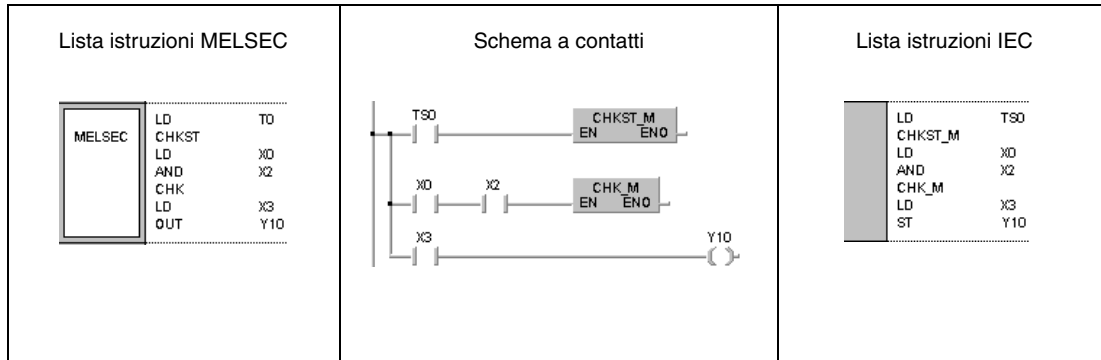 Lista istruzioni MELSEC
MELSEC
LD T0
CHKST
LD X0
AND X2
CHK
LD X3
OUT Y10
Schema a contatti
TS0
CHKST_M
EN ENO
X0 X2
CHK_M
EN ENO
X3 Y10
Lista istruzioni IEC
LD TS0
CHKST_M
LD X0
AND X2
CHK_M
LD X3
ST Y10